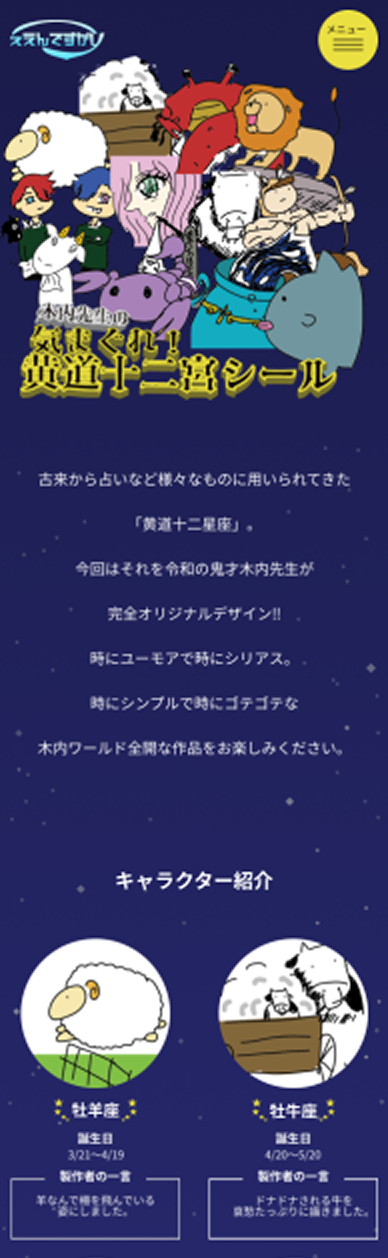 ええんですかい
メニュー
木内先生の
気まぐれ!
黄道十二宮シール
古来から占いなど様々なものに用いられてきた
「黄道十二星座」。
今回はそれを令和の鬼才木内先生が
完全オリジナルデザイン!!
時にユーモアで時にシリアス。
時にシンプルで時にゴテゴテな
木内ワールド全開な作品をお楽しみください。
キャラクター紹介
牡羊座
誕生日
3/21〜4/19
製作者の一言
羊なんで柵を飛んでいる
姿にしました。
牡牛座
誕生日
4/20〜5/20
製作者の一言
ドナドナされる牛を
哀愁たっぷりに描きました。